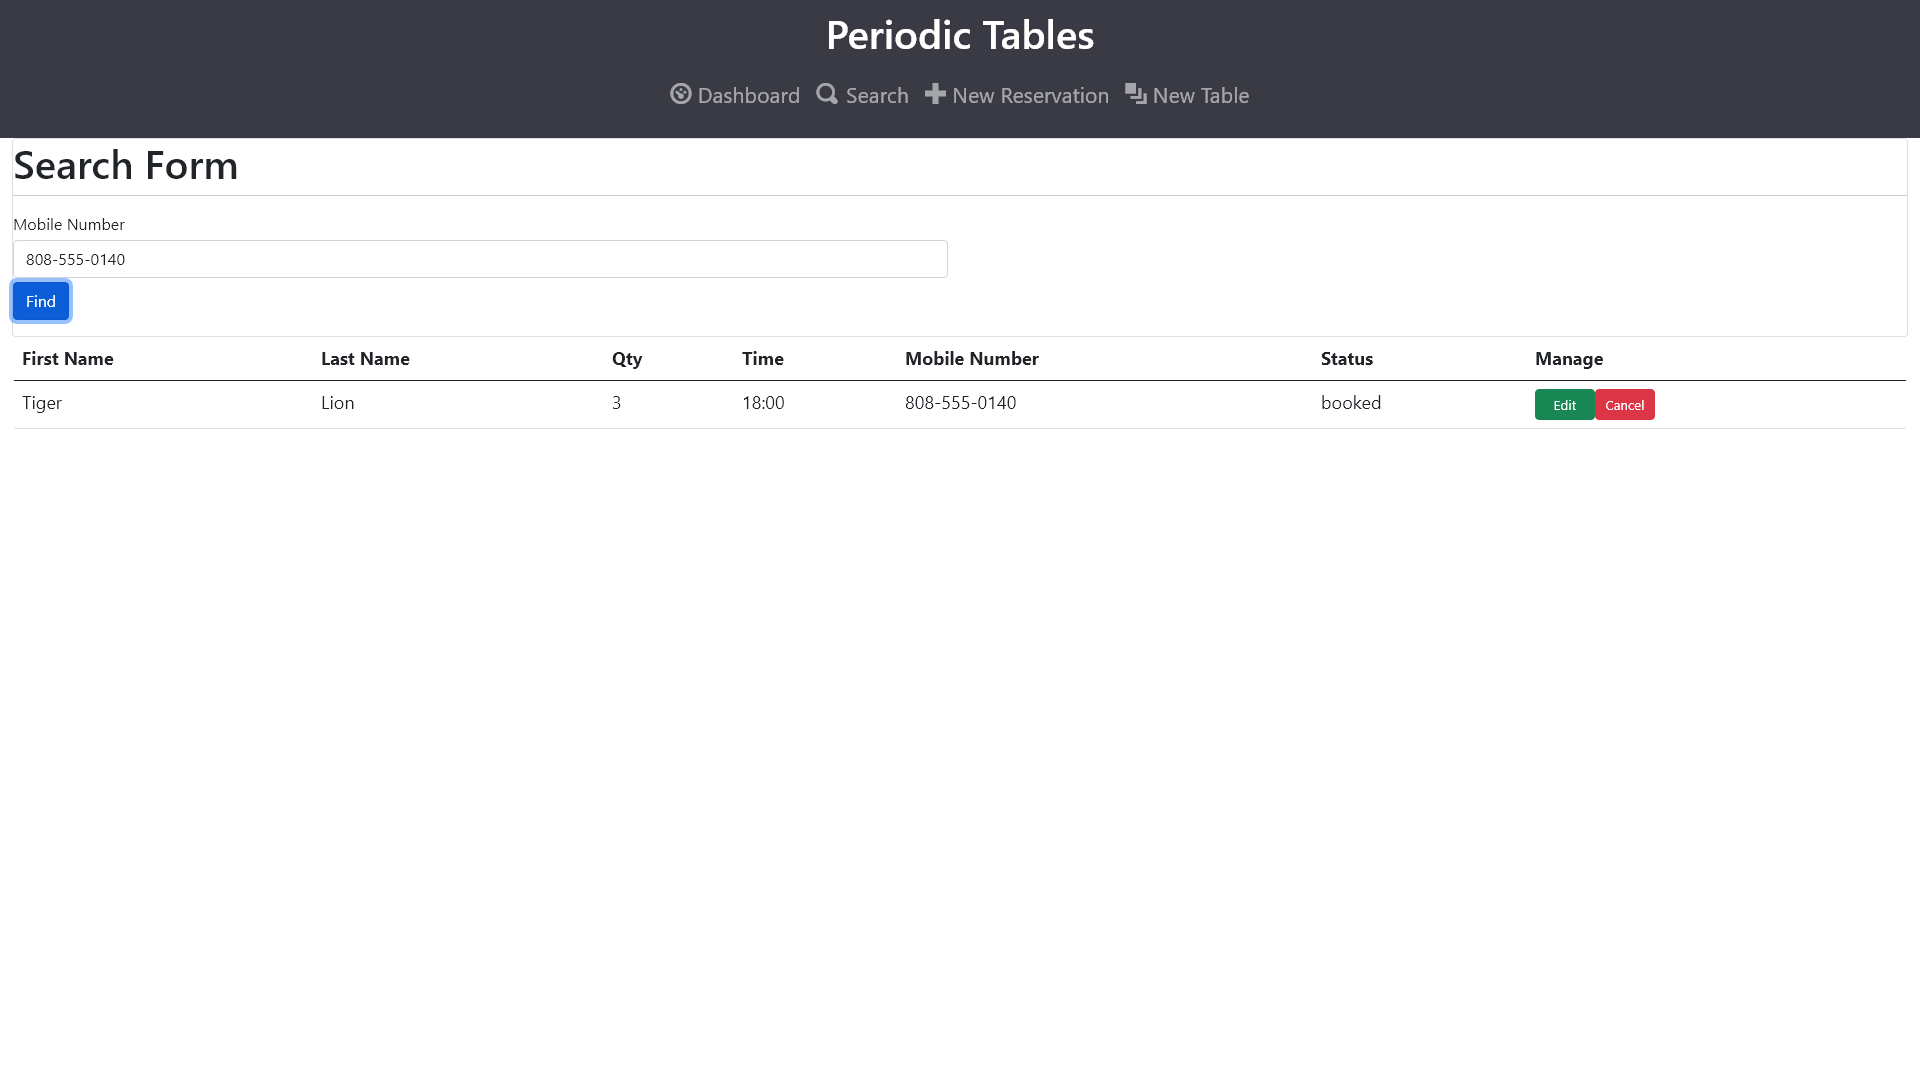 Periodic Tables
Dashboard Search New Reservation New Table
Search Form
Mobile Number
808-555-0140
Find
First Name Last Name Qty Time Mobile Number Status Manage
Tiger Lion 3 18:00 808-555-0140 booked Edit Cancel